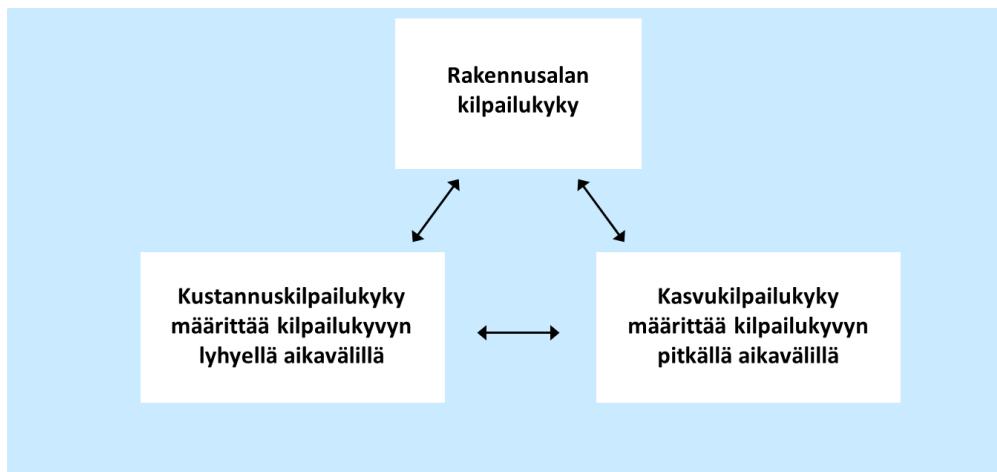 Rakennusalan
kilpailukyky
Kustannuskilpailukyky
määrittää kilpailukyvyn
lyhyellä aikavälillä
Kasvukilpailukyky
määrittää kilpailukyvyn
pitkällä aikavälillä